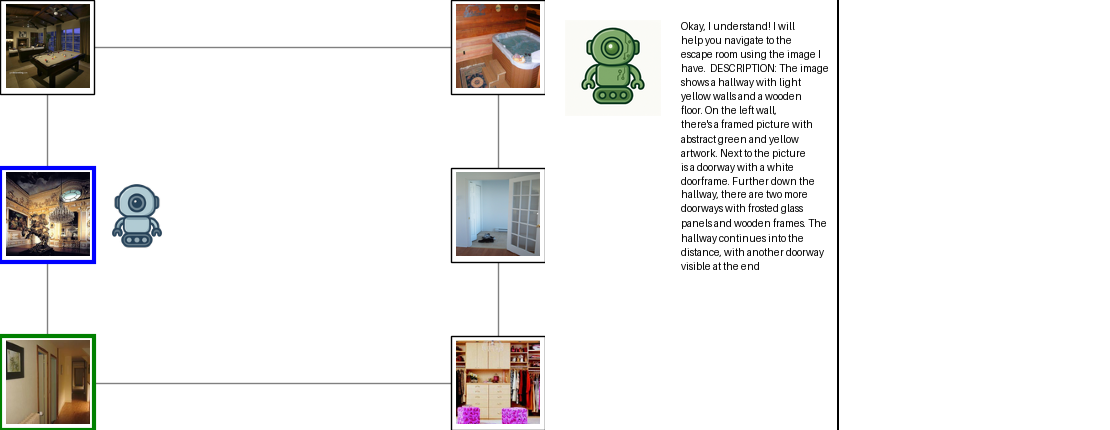 Okay, I understand! I will
help you navigate to the
escape room using the image I
have.  DESCRIPTION: The image
shows a hallway with light
yellow walls and a wooden
floor. On the left wall,
there's a framed picture with
abstract green and yellow
artwork. Next to the picture
is a doorway with a white
doorframe. Further down the
hallway, there are two more
doorways with frosted glass
panels and wooden frames. The
hallway continues into the
distance, with another doorway
visible at the end